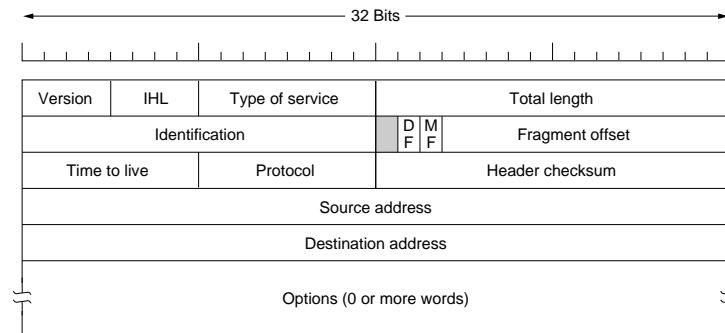 32 Bits
Version IHL Type of service Total length
Identification D F M F Fragment offset
Time to live Protocol Header checksum
Source address
Destination address
Options (0 or more words)